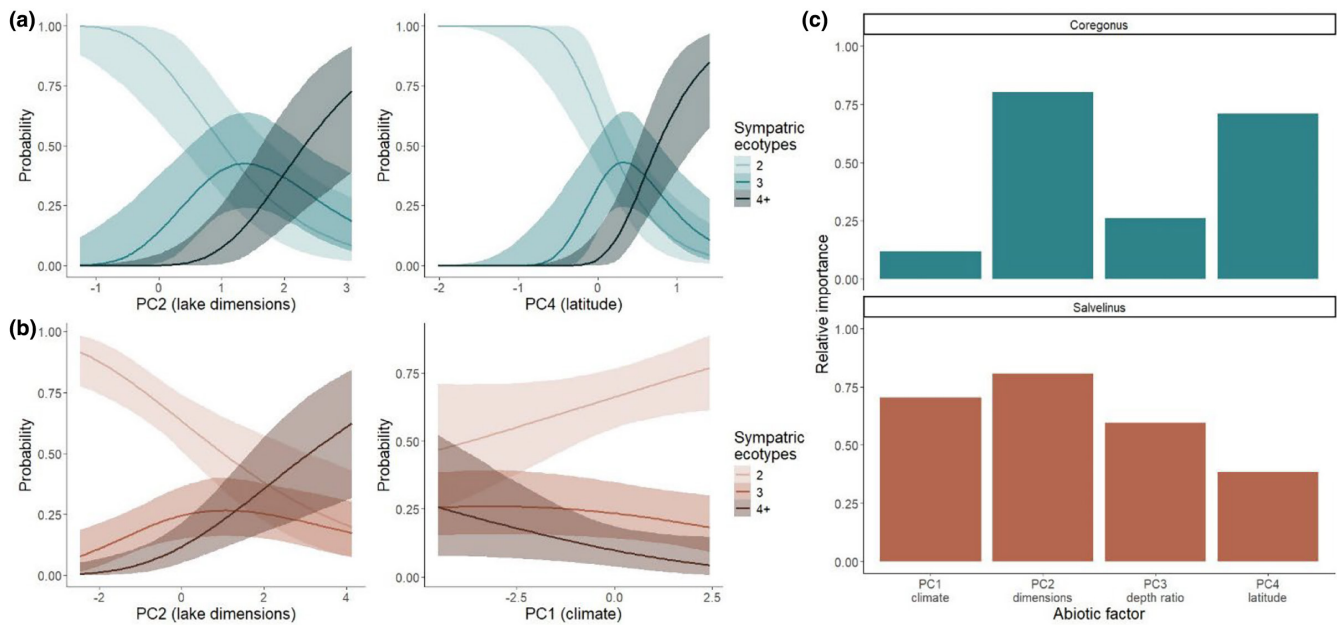 (a)
1.00
0.75
0.50
0.25
0.00
Probability
-1
0
1
2
3
PC2 (lake dimensions)
1.00
0.75
0.50
0.25
0.00
Probability
-2
-1
0
1
PC4 (latitude)
Sympatric
ecotypes
2
3
4+
(b)
1.00
0.75
0.50
0.25
0.00
Probability
-2
0
2
4
PC2 (lake dimensions)
0.75
0.50
0.25
0.00
Probability
-2.5
0.0
2.5
PC1 (climate)
Sympatric
ecotypes
2
3
4+
(c)
Coregonus
1.00
0.75
0.50
0.25
0.00
Relative importance
Salvelinus
1.00
0.75
0.50
0.25
0.00
PC1
climate
PC2
dimensions
PC3
depth ratio
PC4
latitude
Abiotic factor